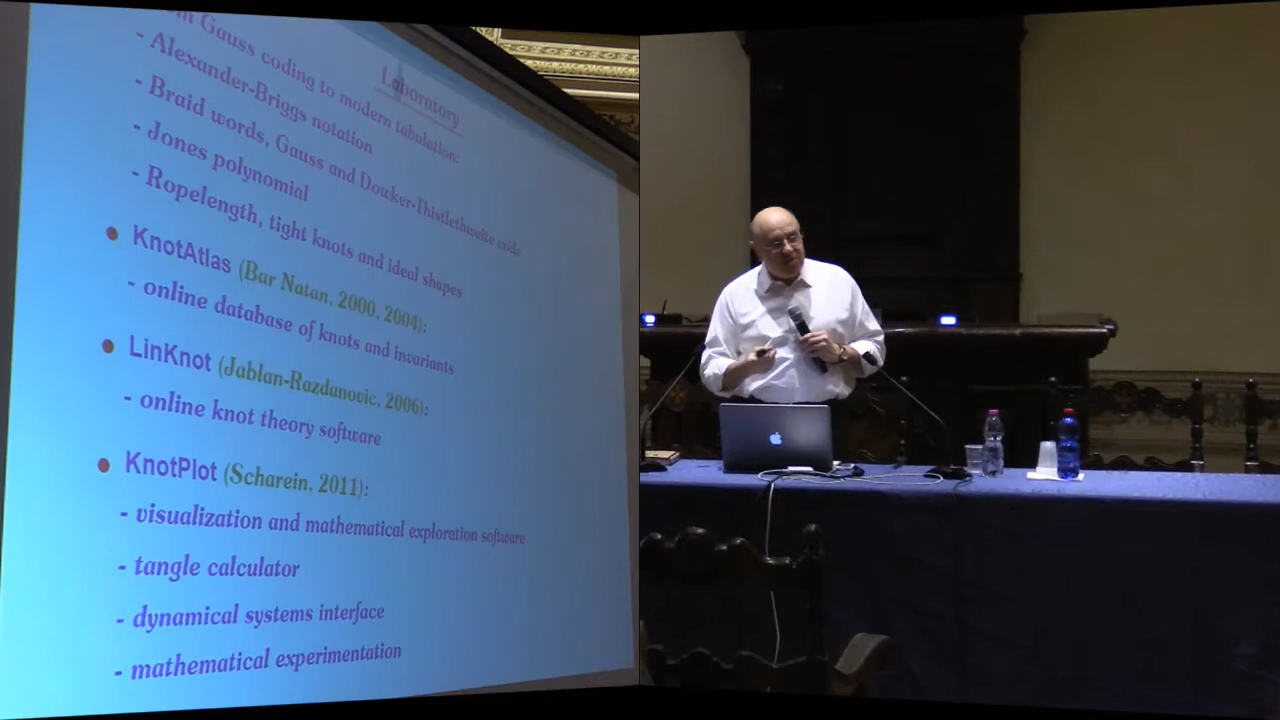 Laboratory
Gauss coding to modern tabulation:
- Alexander-Briggs notation
- Braid words, Gauss and Dowker-Thistlethwaite code
- Jones polynomial
- Ropelength, tight knots and ideal shapes
KnotAtlas (Bar Natan, 2000, 2004):
- online database of knots and invariants
LinKnot (Jablan-Razdanovic, 2006):
- online knot theory software
KnotPlot (Scharein, 2011):
- visualization and mathematical exploration software
- tangle calculator
- dynamical systems interface
- mathematical experimentation